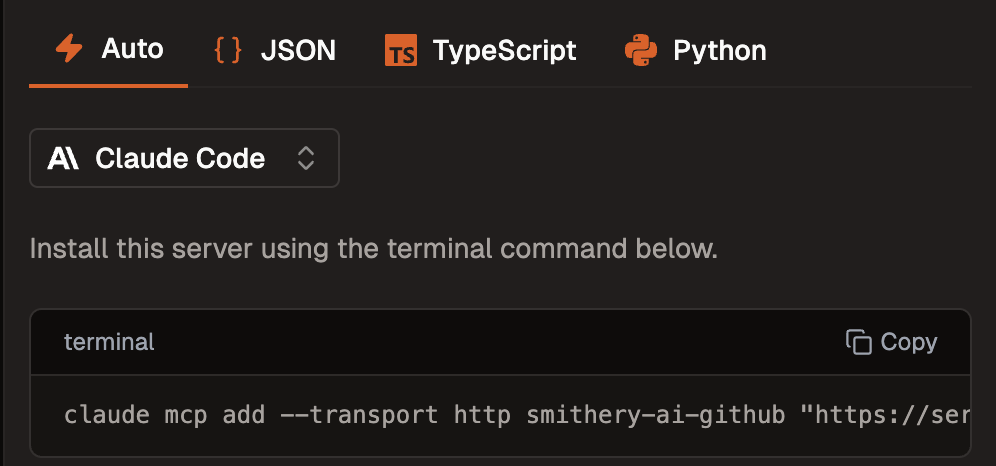 Auto { } JSON TS TypeScript Python
A\ Claude Code
Install this server using the terminal command below.
terminal Copy
claude mcp add --transport http smithery-ai-github "https://ser